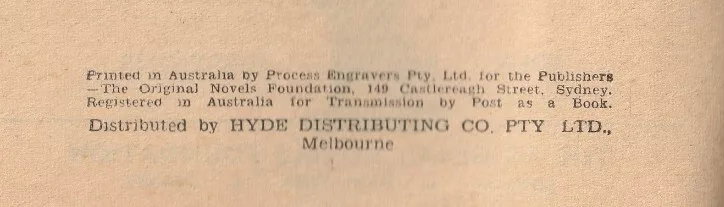 Printed in Australia by Process Engravers Pty. Ltd. for the Publishers
—The Original Novels Foundation, 149 Castlereagh Street, Sydney.
Registered in Australia for Transmission by Post as a Book.
Distributed by HYDE DISTRIBUTING CO. PTY LTD.,
Melbourne